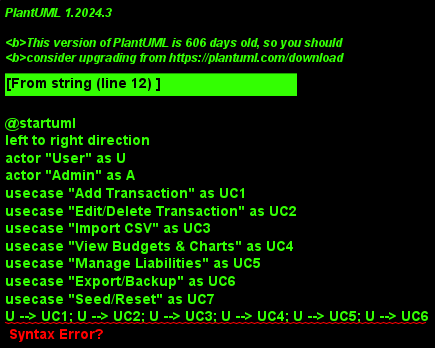 PlantUML 1.2024.3
<b>This version of PlantUML is 606 days old, so you should
<b>consider upgrading from https://plantuml.com/download
[From string (line 12) ]
@startuml
left to right direction
actor "User" as U
actor "Admin" as A
usecase "Add Transaction" as UC1
usecase "Edit/Delete Transaction" as UC2
usecase "Import CSV" as UC3
usecase "View Budgets & Charts" as UC4
usecase "Manage Liabilities" as UC5
usecase "Export/Backup" as UC6
usecase "Seed/Reset" as UC7
U --> UC1; U --> UC2; U --> UC3; U --> UC4; U --> UC5; U --> UC6
Syntax Error?